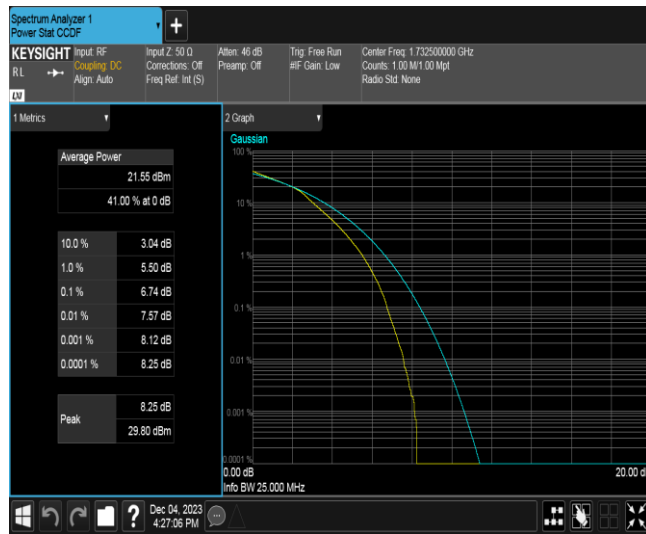 Spectrum Analyzer 1
Power Stat CCDF
+
KEYSIGHT
RL
LXI
Input: RF
Coupling: DC
Align: Auto
Input Z: 50 Ω
Corrections: Off
Freq Ref: Int (S)
Atten: 46 dB
Preamp: Off
Trig: Free Run
#IF Gain: Low
Center Freq: 1.732500000 GHz
Counts: 1.00 M/1.00 Mpt
Radio Std: None
1 Metrics
Average Power
21.55 dBm
41.00 % at 0 dB
10.0 % 3.04 dB
1.0 % 5.50 dB
0.1 % 6.74 dB
0.01 % 7.57 dB
0.001 % 8.12 dB
0.0001 % 8.25 dB
Peak
8.25 dB
29.80 dBm
2 Graph
Gaussian
100 %
10 %
1 %
0.1 %
0.01 %
0.001 %
0.0001 %
0.00 dB
20.00 d
Info BW 25.000 MHz
?
Dec 04, 2023
4:27:06 PM